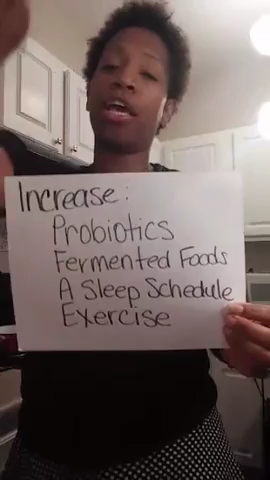 Increase:
Probiotics
Fermented Foods
A Sleep Schedule
Exercise